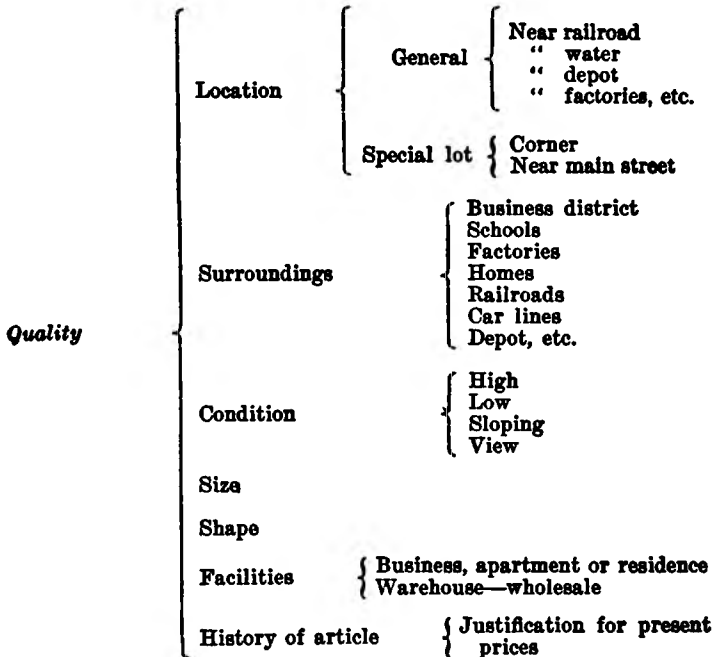 Near railroad
General “ water
“ depot
Location “ factories, etc.
Special lot Corner
Near main street
Business district
Schools
Factories
Surroundings Homes
Railroads
Car lines
Quality Depot, etc.
High
Condition Low
Sloping
View
Size
Shape
Facilities Business, apartment or residence
Warehouse—wholesale
History of article Justification for present
prices